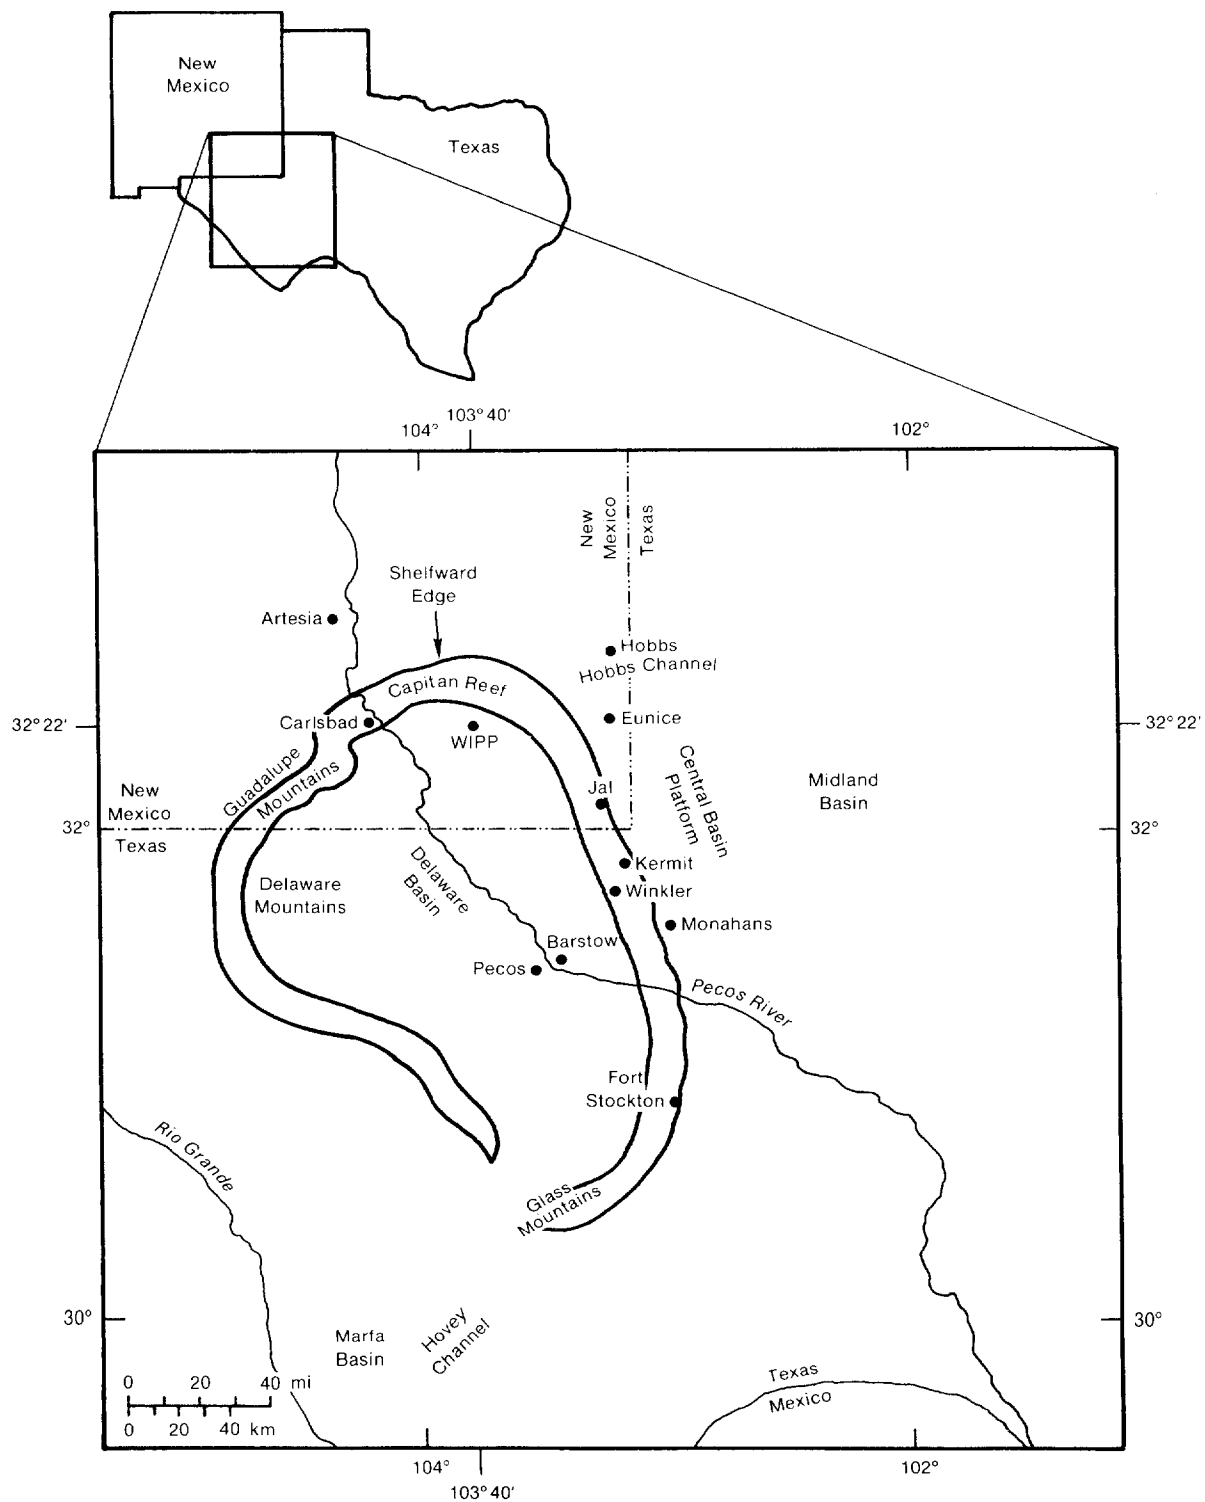 New
Mexico
Texas
103°40'
104°
102°
New
Mexico
Texas
Shelfward
Edge
Artesia
Hobbs
Hobbs Channel
Capitan Reef
32°22'
Carlsbad
WIPP
Eunice
32°22'
Guadalupe
Mountains
Central Basin
Platform
Midland
Basin
Jal
New
Mexico
32°
Texas
32°
Delaware
Basin
Kermit
Winkler
Delaware
Mountains
Monahans
Barstow
Pecos
Pecos River
Fort
Stockton
Rio Grande
Glass
Mountains
30°
30°
Marfa
Basin
Hovey
Channel
Texas
Mexico
0 20 40 mi
0 20 40 km
104°
102°
103°40'